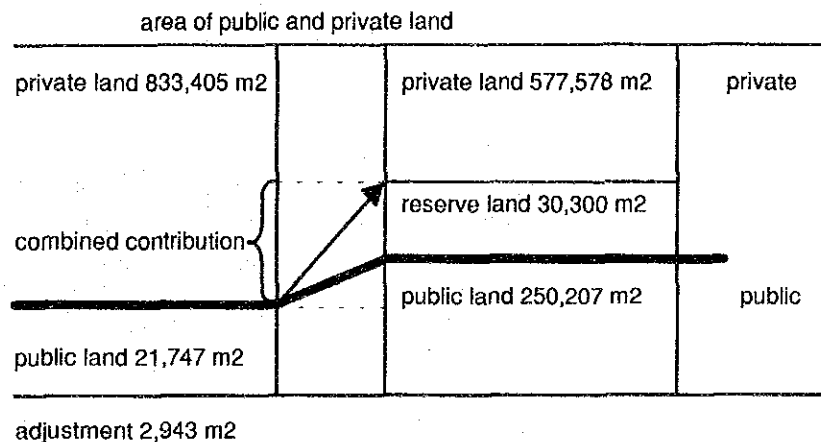 area of public and private land
private land 833,405 m2
private land 577,578 m2
private
reserve land 30,300 m2
combined contribution
public land 250,207 m2
public
public land 21,747 m2
adjustment 2,943 m2